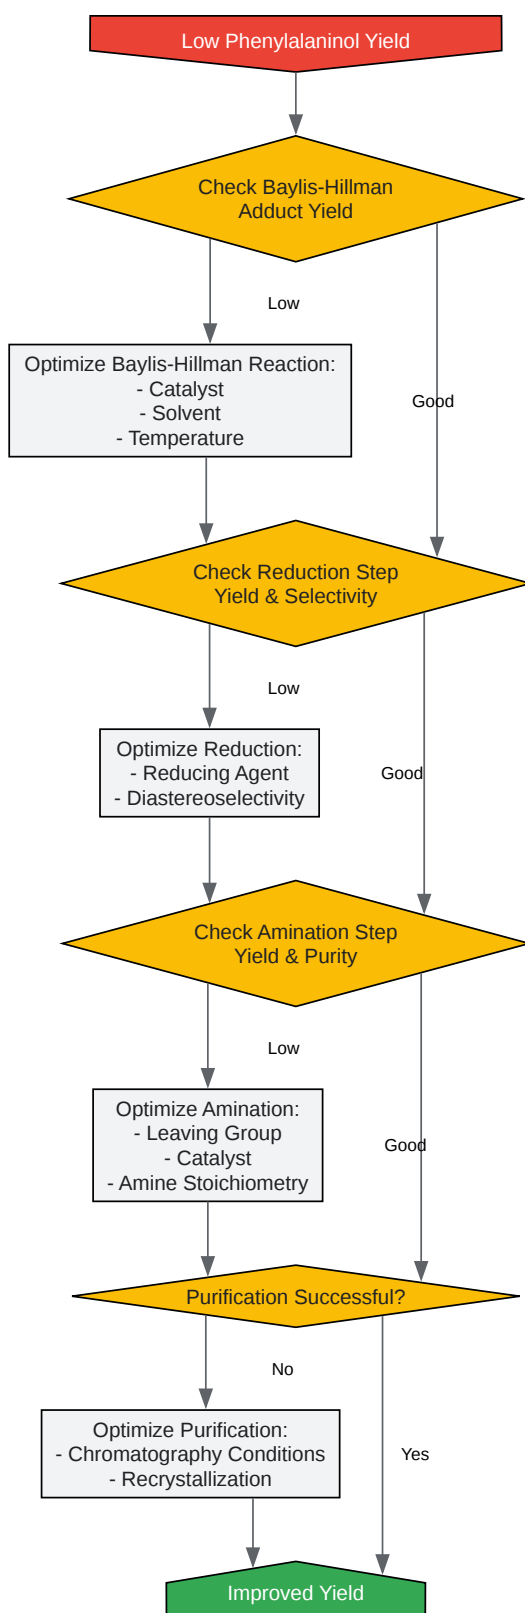 Low Phenylalaninol Yield
Check Baylis-Hillman
Adduct Yield
Low
Optimize Baylis-Hillman Reaction:
- Catalyst
- Solvent
- Temperature
Good
Check Reduction Step
Yield & Selectivity
Low
Optimize Reduction:
- Reducing Agent
- Diastereoselectivity
Good
Check Amination Step
Yield & Purity
Low
Optimize Amination:
- Leaving Group
- Catalyst
- Amine Stoichiometry
Good
Purification Successful?
No
Optimize Purification:
- Chromatography Conditions
- Recrystallization
Yes
Improved Yield